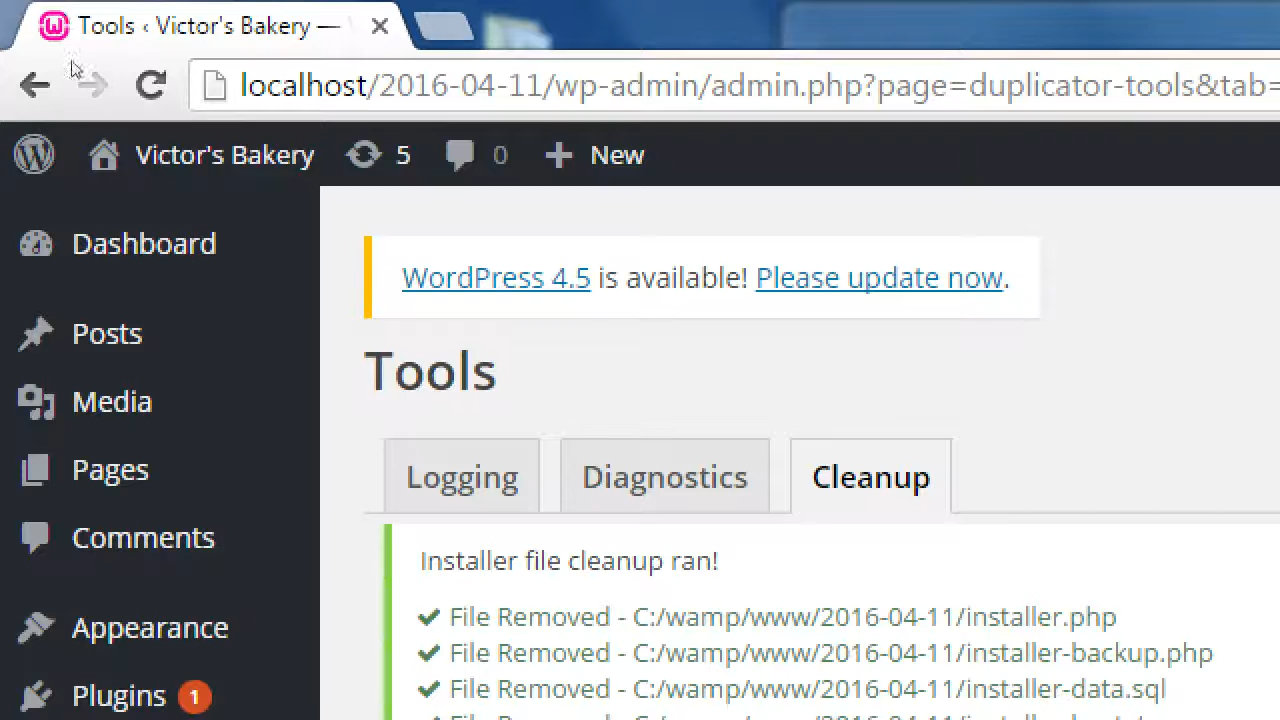 Tools ‹ Victor's Bakery —
localhost/2016-04-11/wp-admin/admin.php?page=duplicator-tools&tab=
Victor's Bakery 5 0 New
Dashboard
Posts
Media
Pages
Comments
Appearance
Plugins 1
WordPress 4.5 is available! Please update now.
Tools
Logging Diagnostics Cleanup
Installer file cleanup ran!
File Removed - C:/wamp/www/2016-04-11/installer.php
File Removed - C:/wamp/www/2016-04-11/installer-backup.php
File Removed - C:/wamp/www/2016-04-11/installer-data.sql